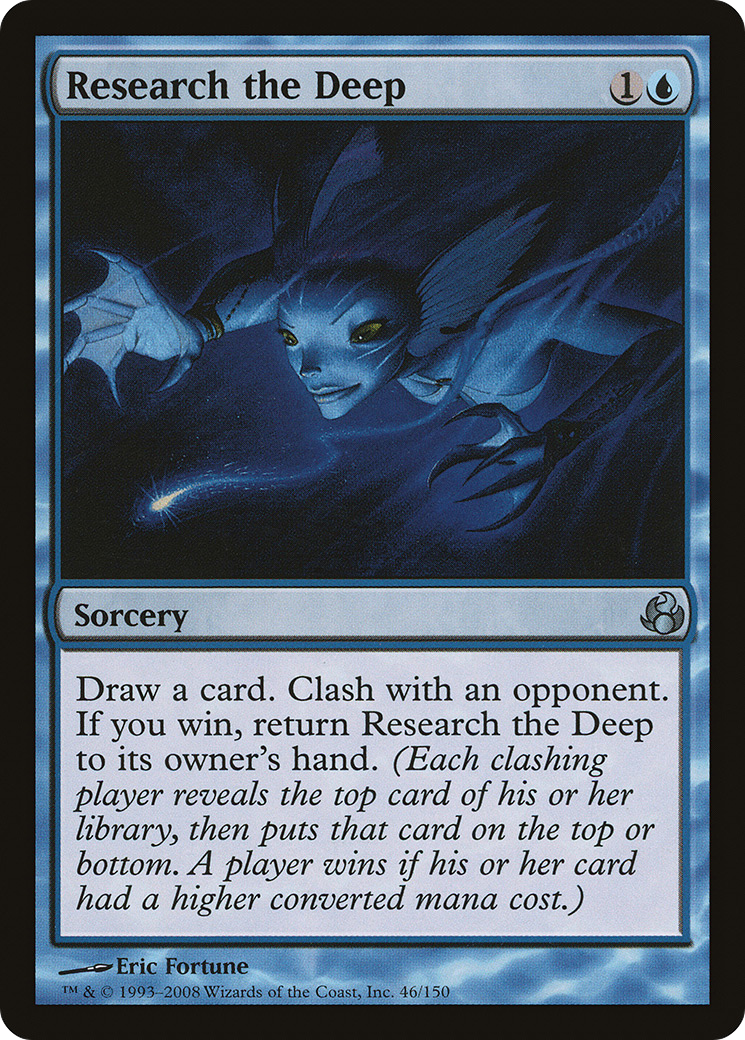 Research the Deep
1
Sorcery
Draw a card. Clash with an opponent.
If you win, return Research the Deep
to its owner's hand. (Each clashing
player reveals the top card of his or her
library, then puts that card on the top or
bottom. A player wins if his or her card
had a higher converted mana cost.)
Eric Fortune
™ & © 1993–2008 Wizards of the Coast, Inc. 46/150